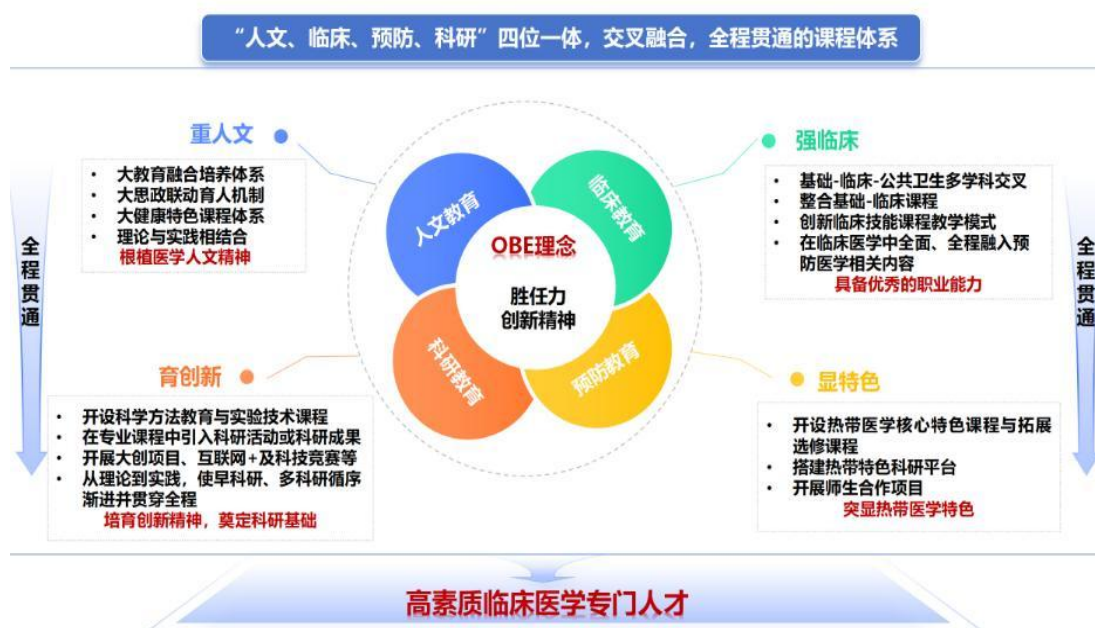 “人文、临床、预防、科研”四位一体，交叉融合，全程贯通的课程体系
重人文
• 大教育融合培养体系
• 大思政联动育人机制
• 大健康特色课程体系
• 理论与实践相结合
根植医学人文精神
强临床
• 基础-临床-公共卫生多学科交叉
• 整合基础-临床课程
• 创新临床技能课程教学模式
• 在临床医学中全面、全程融入预
防医学相关内容
具备优秀的职业能力
人文教育
临床教育
OBE理念
胜任力
创新精神
科研教育
预防教育
全程贯通
全程贯通
育创新
• 开设科学方法教育与实验技术课程
• 在专业课程中引入科研活动或科研成果
• 开展大创项目、互联网+及科技竞赛等
• 从理论到实践，使早科研、多科研循序
渐进并贯穿全程
培育创新精神，奠定科研基础
显特色
• 开设热带医学核心特色课程与拓展
选修课程
• 搭建热带特色科研平台
• 开展师生合作项目
突显热带医学特色
高素质临床医学专门人才